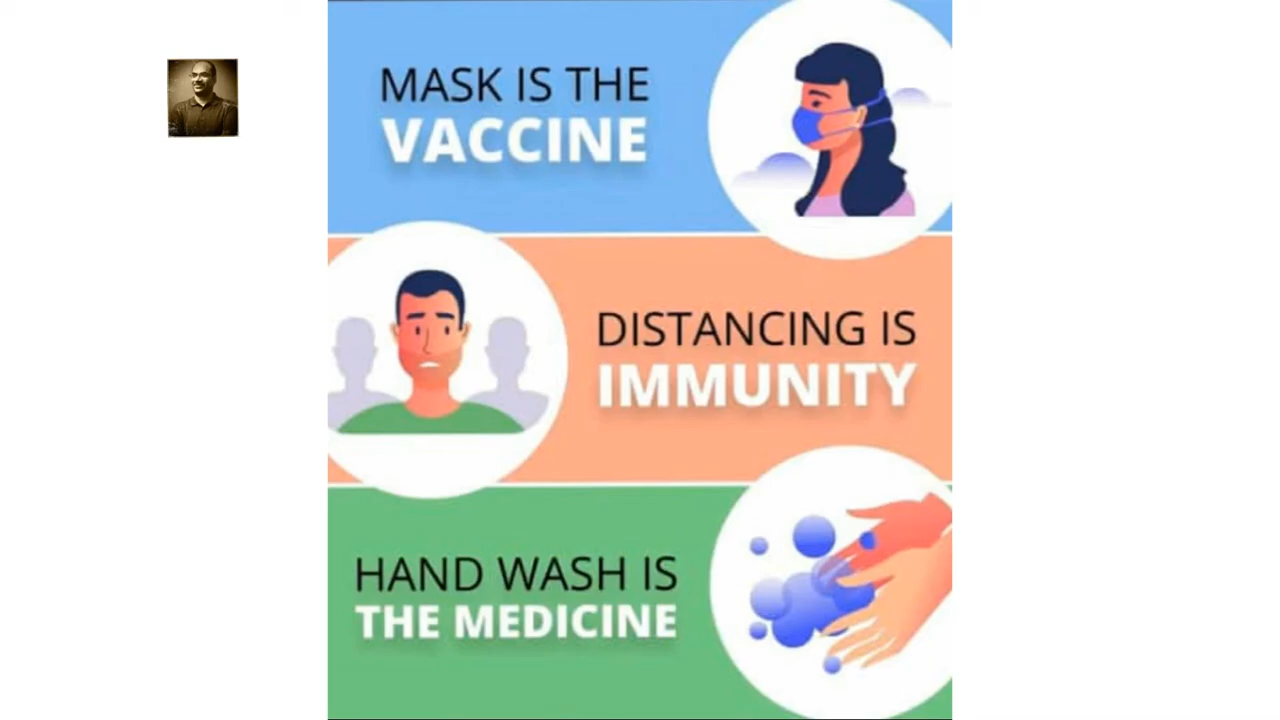 MASK IS THE
VACCINE
DISTANCING IS
IMMUNITY
HAND WASH IS
THE MEDICINE